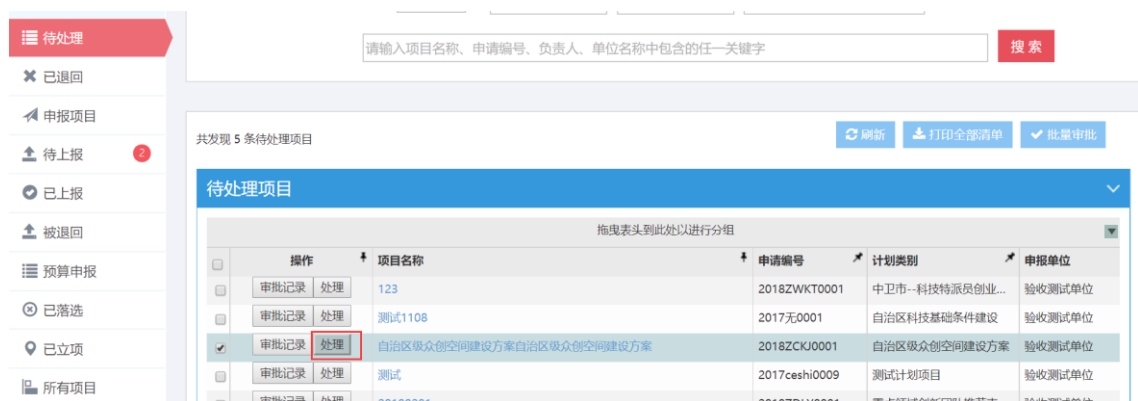 待处理
已退回
申报项目
待上报 2
已上报
被退回
预算申报
已落选
已立项
所有项目
请输入项目名称、申请编号、负责人、单位名称中包含的任一关键字 搜索
共发现 5 条待处理项目 刷新 打印全部清单 批量审批
待处理项目
拖曳表头到此处以进行分组
操作 项目名称 申请编号 计划类别 申报单位
审批记录 处理 123 2018ZWKT0001 中卫市--科技特派员创业... 验收测试单位
审批记录 处理 测试1108 2017无0001 自治区科技基础条件建设 验收测试单位
审批记录 处理 自治区级众创空间建设方案自治区级众创空间建设方案 2018ZCKJ0001 自治区级众创空间建设方案 验收测试单位
审批记录 处理 测试 2017ceshi0009 测试计划项目 验收测试单位
审批记录 处理